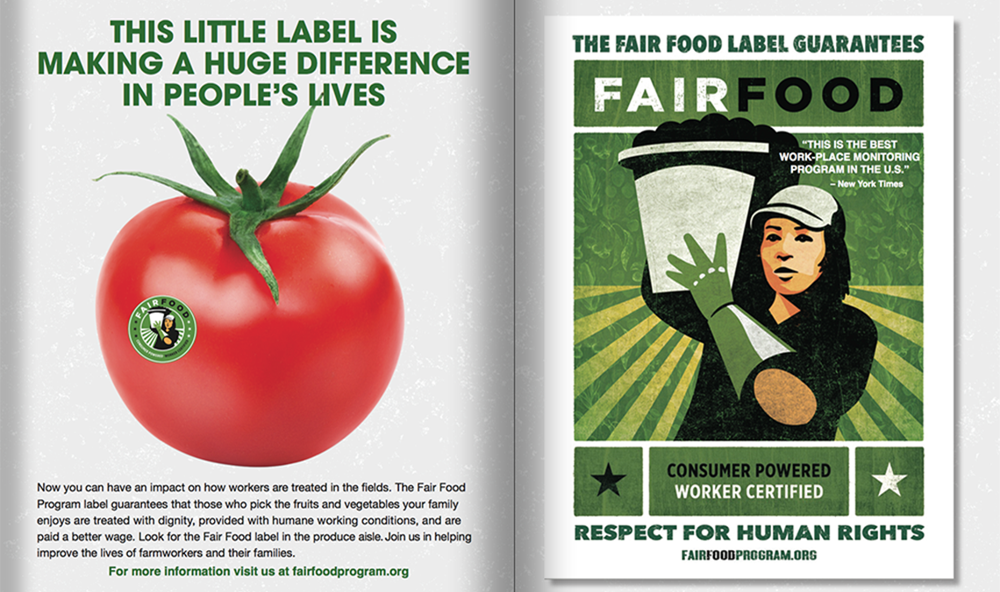 THIS LITTLE LABEL IS
MAKING A HUGE DIFFERENCE
IN PEOPLE'S LIVES
FAIRFOOD
Now you can have an impact on how workers are treated in the fields. The Fair Food
Program label guarantees that those who pick the fruits and vegetables your family
enjoys are treated with dignity, provided with humane working conditions, and are
paid a better wage. Look for the Fair Food label in the produce aisle. Join us in helping
improve the lives of farmworkers and their families.
For more information visit us at fairfoodprogram.org
THE FAIR FOOD LABEL GUARANTEES
FAIRFOOD
“THIS IS THE BEST
WORK-PLACE MONITORING
PROGRAM IN THE U.S.”
– New York Times
CONSUMER POWERED
WORKER CERTIFIED
RESPECT FOR HUMAN RIGHTS
FAIRFOODPROGRAM.ORG